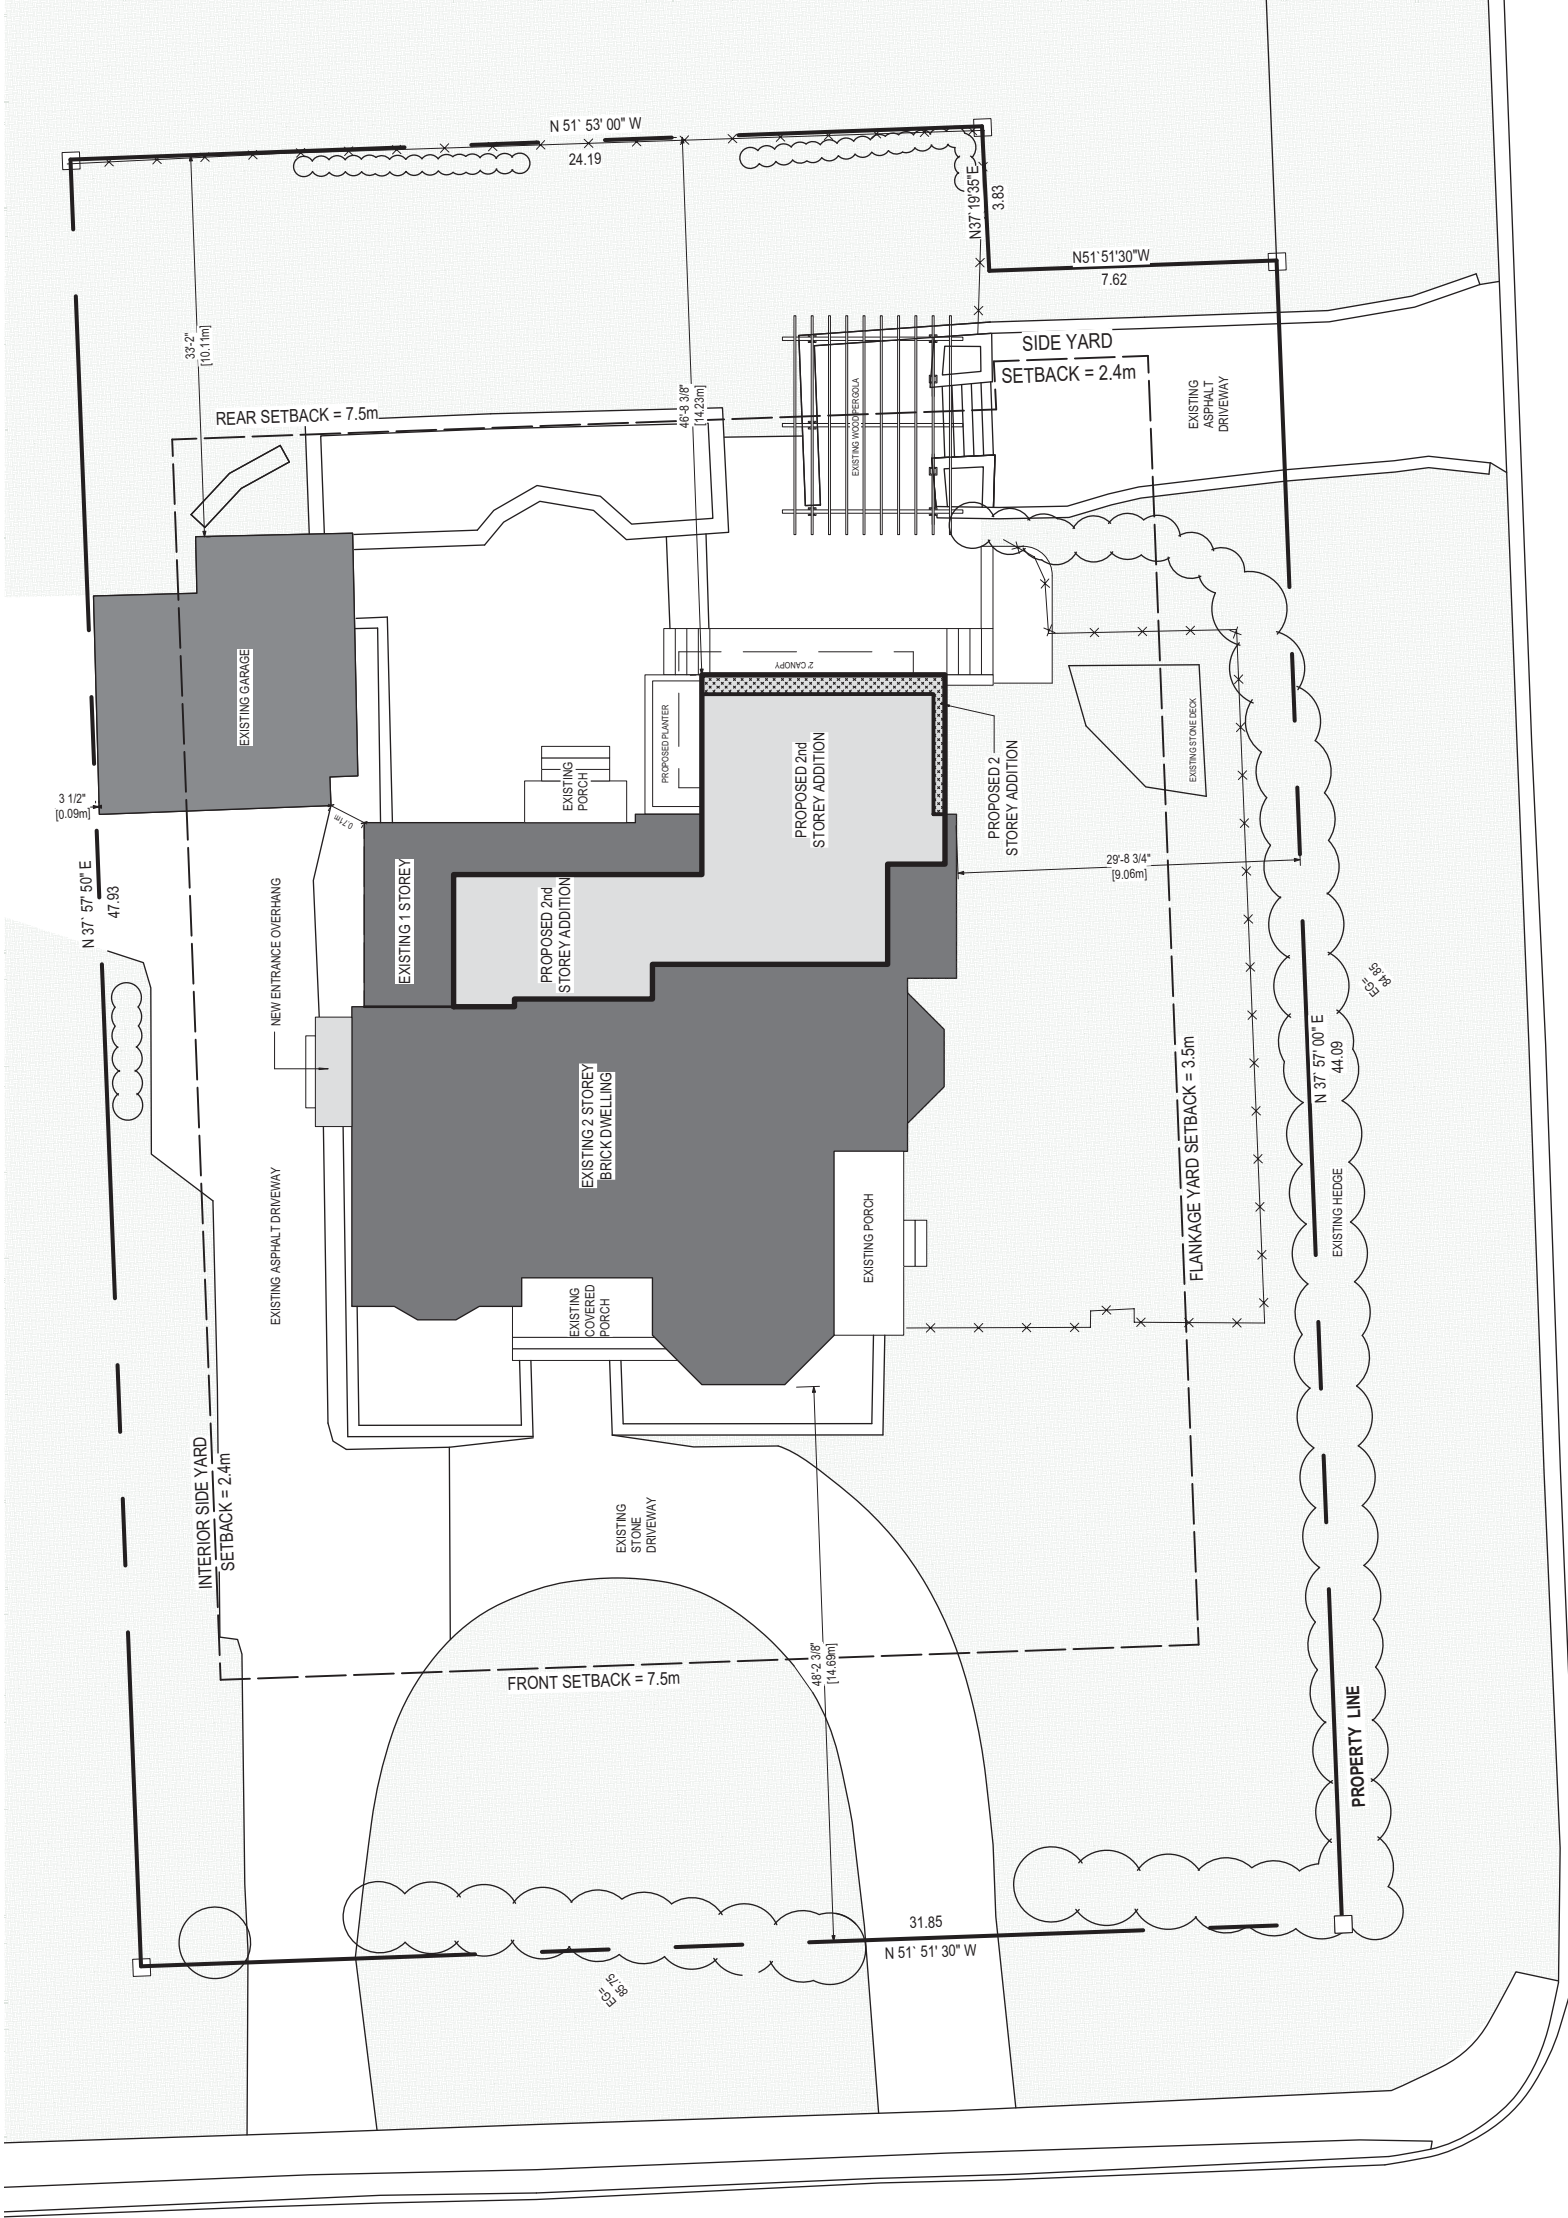 N 51` 53' 00" W
24.19
N37`19'35"E
3.83
N51`51'30"W
7.62
33'-2"
[10.11m]
REAR SETBACK = 7.5m
46'-8 3/8"
[14.23m]
EXISTING WOOD PERGOLA
SIDE YARD
SETBACK = 2.4m
EXISTING
ASPHALT
DRIVEWAY
EXISTING GARAGE
3 1/2"
[0.09m]
0.71m
2' CANOPY
PROPOSED PLANTER
EXISTING
PORCH
PROPOSED 2nd
STOREY ADDITION
PROPOSED 2
STOREY ADDITION
EXISTING STONE DECK
N 37` 57' 50" E
47.93
NEW ENTRANCE OVERHANG
EXISTING 1 STOREY
PROPOSED 2nd
STOREY ADDITION
29'-8 3/4"
[9.06m]
EG=
84.85
N 37` 57' 00" E
44.09
EXISTING 2 STOREY
BRICK DWELLING
FLANKAGE YARD SETBACK = 3.5m
EXISTING ASPHALT DRIVEWAY
EXISTING PORCH
EXISTING HEDGE
EXISTING
COVERED
PORCH
INTERIOR SIDE YARD
SETBACK = 2.4m
EXISTING
STONE
DRIVEWAY
48'-2 3/8"
[14.69m]
FRONT SETBACK = 7.5m
PROPERTY LINE
31.85
N 51` 51' 30" W
EG=
85.75